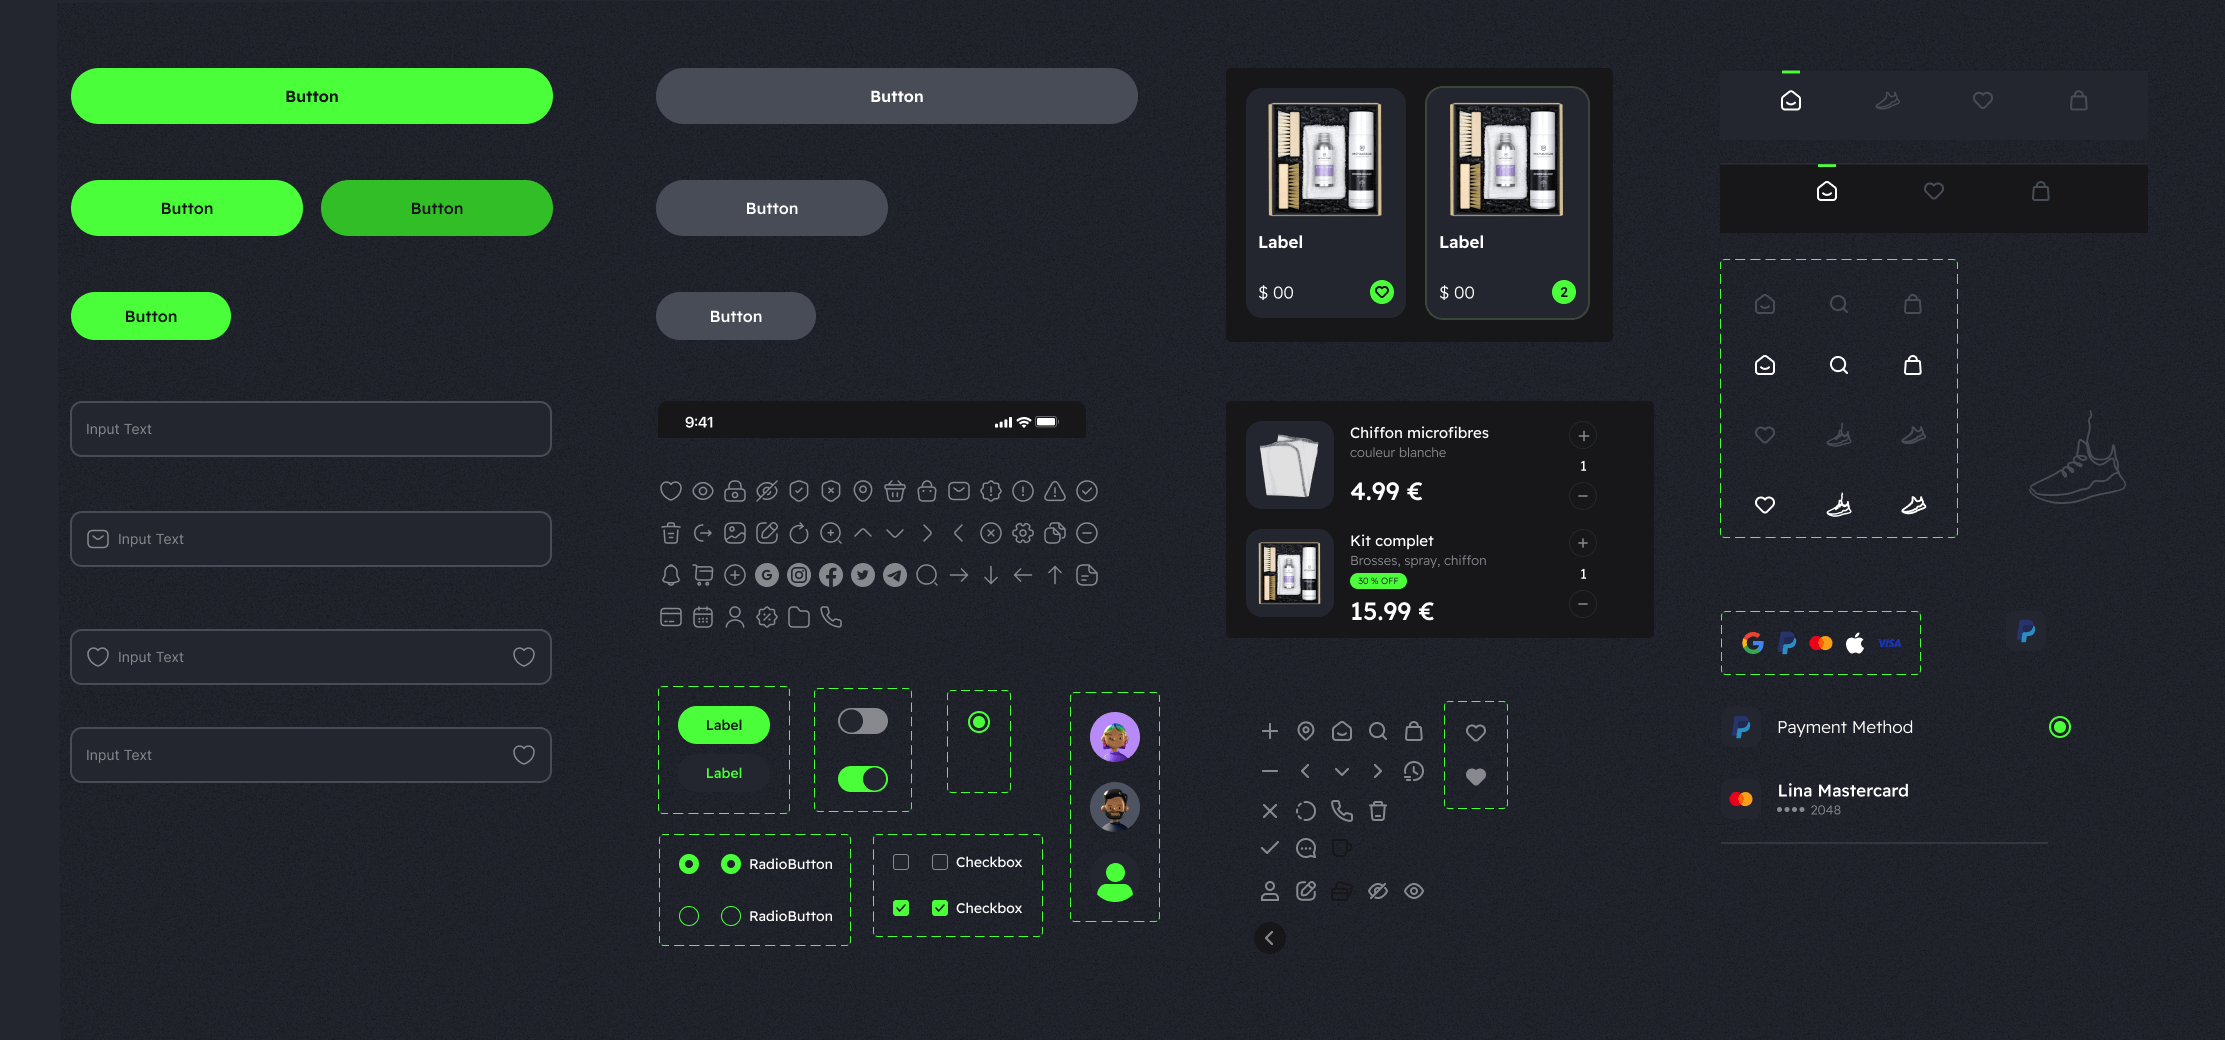 Button
Button
Button
Button
Button
Button
Button
Input Text
Input Text
Input Text
Input Text
9:41
Label
Label
RadioButton
RadioButton
Checkbox
Checkbox
Label
$ 00
Label
$ 00
2
Chiffon microfibres
couleur blanche
4.99 €
1
Kit complet
Brosses, spray, chiffon
30 % OFF
15.99 €
1
VISA
Payment Method
Lina Mastercard
•••• 2048